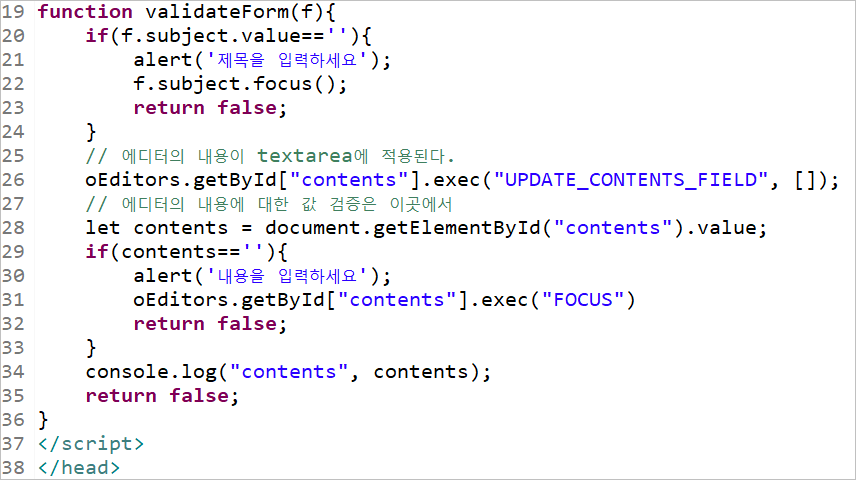 19 function validateForm(f){
20     if(f.subject.value==''){
21         alert('제목을 입력하세요');
22         f.subject.focus();
23         return false;
24     }
25     // 에디터의 내용이 textarea에 적용된다.
26     oEditors.getById["contents"].exec("UPDATE_CONTENTS_FIELD", []);
27     // 에디터의 내용에 대한 값 검증은 이곳에서
28     let contents = document.getElementById("contents").value;
29     if(contents==''){
30         alert('내용을 입력하세요');
31         oEditors.getById["contents"].exec("FOCUS")
32         return false;
33     }
34     console.log("contents", contents);
35     return false;
36 }
37 </script>
38 </head>